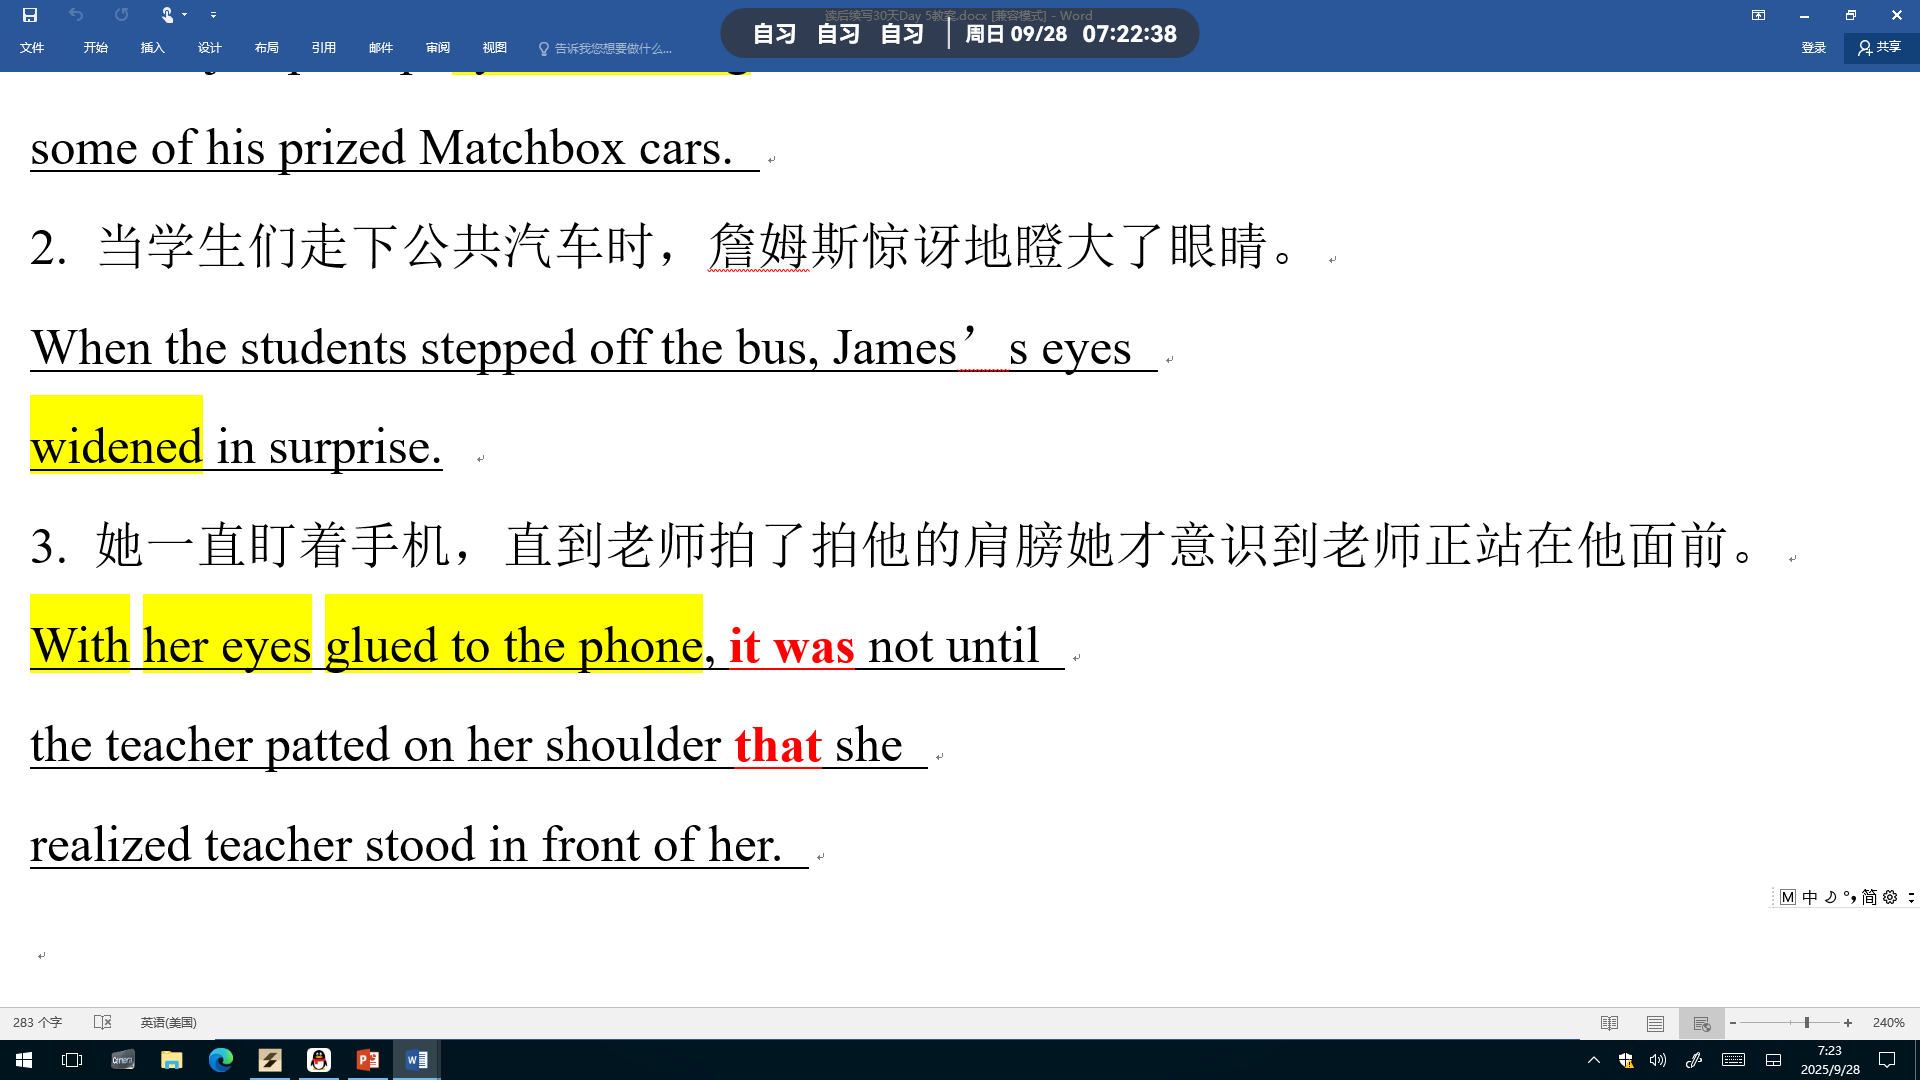 读后续写30天Day 5教案.docx [兼容模式] - Word
自习 自习 自习 周日 09/28 07:22:38
文件 开始 插入 设计 布局 引用 邮件 审阅 视图 告诉我您想要做什么... 登录 共享
some of his prized Matchbox cars.
2. 当学生们走下公共汽车时，詹姆斯惊讶地瞪大了眼睛。
When the students stepped off the bus, James’s eyes
widened in surprise.
3. 她一直盯着手机，直到老师拍了拍他的肩膀她才意识到老师正站在他面前。
With her eyes glued to the phone, it was not until
the teacher patted on her shoulder that she
realized teacher stood in front of her.
M 中 简
283 个字 英语(美国) 240%
7:23
2025/9/28